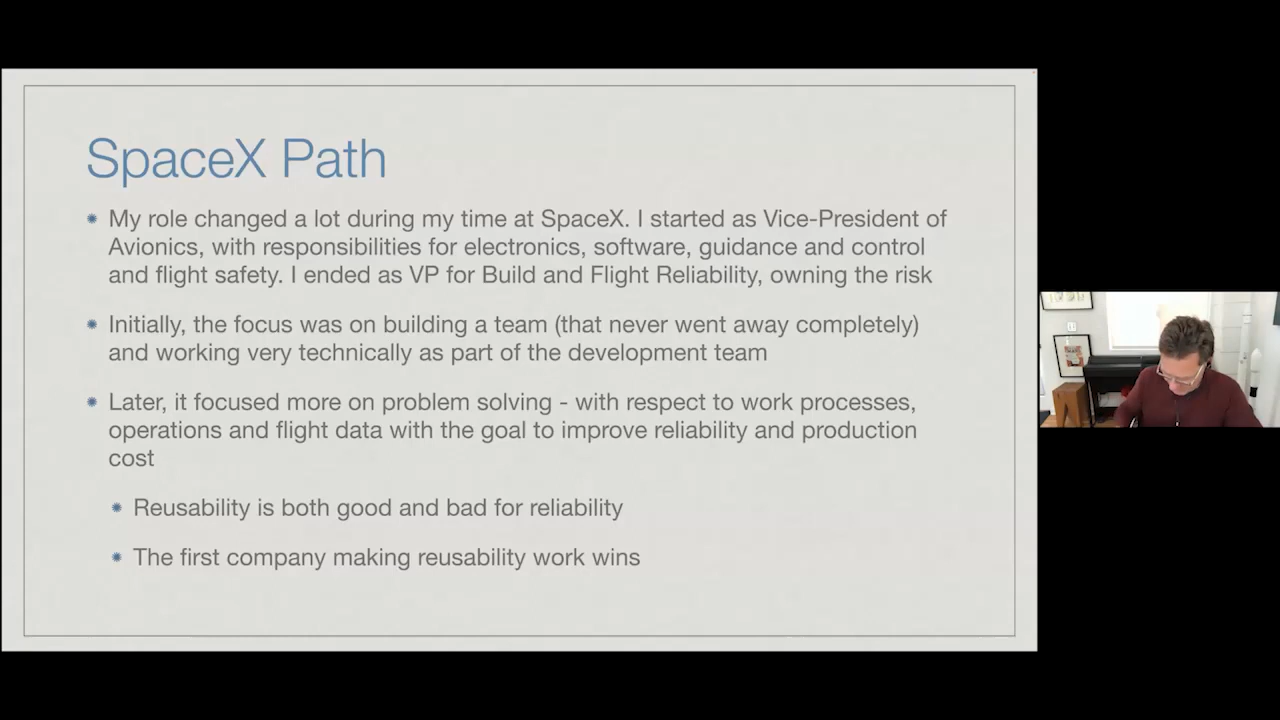 SpaceX Path
My role changed a lot during my time at SpaceX. I started as Vice-President of
Avionics, with responsibilities for electronics, software, guidance and control
and flight safety. I ended as VP for Build and Flight Reliability, owning the risk
Initially, the focus was on building a team (that never went away completely)
and working very technically as part of the development team
Later, it focused more on problem solving - with respect to work processes,
operations and flight data with the goal to improve reliability and production
cost
Reusability is both good and bad for reliability
The first company making reusability work wins